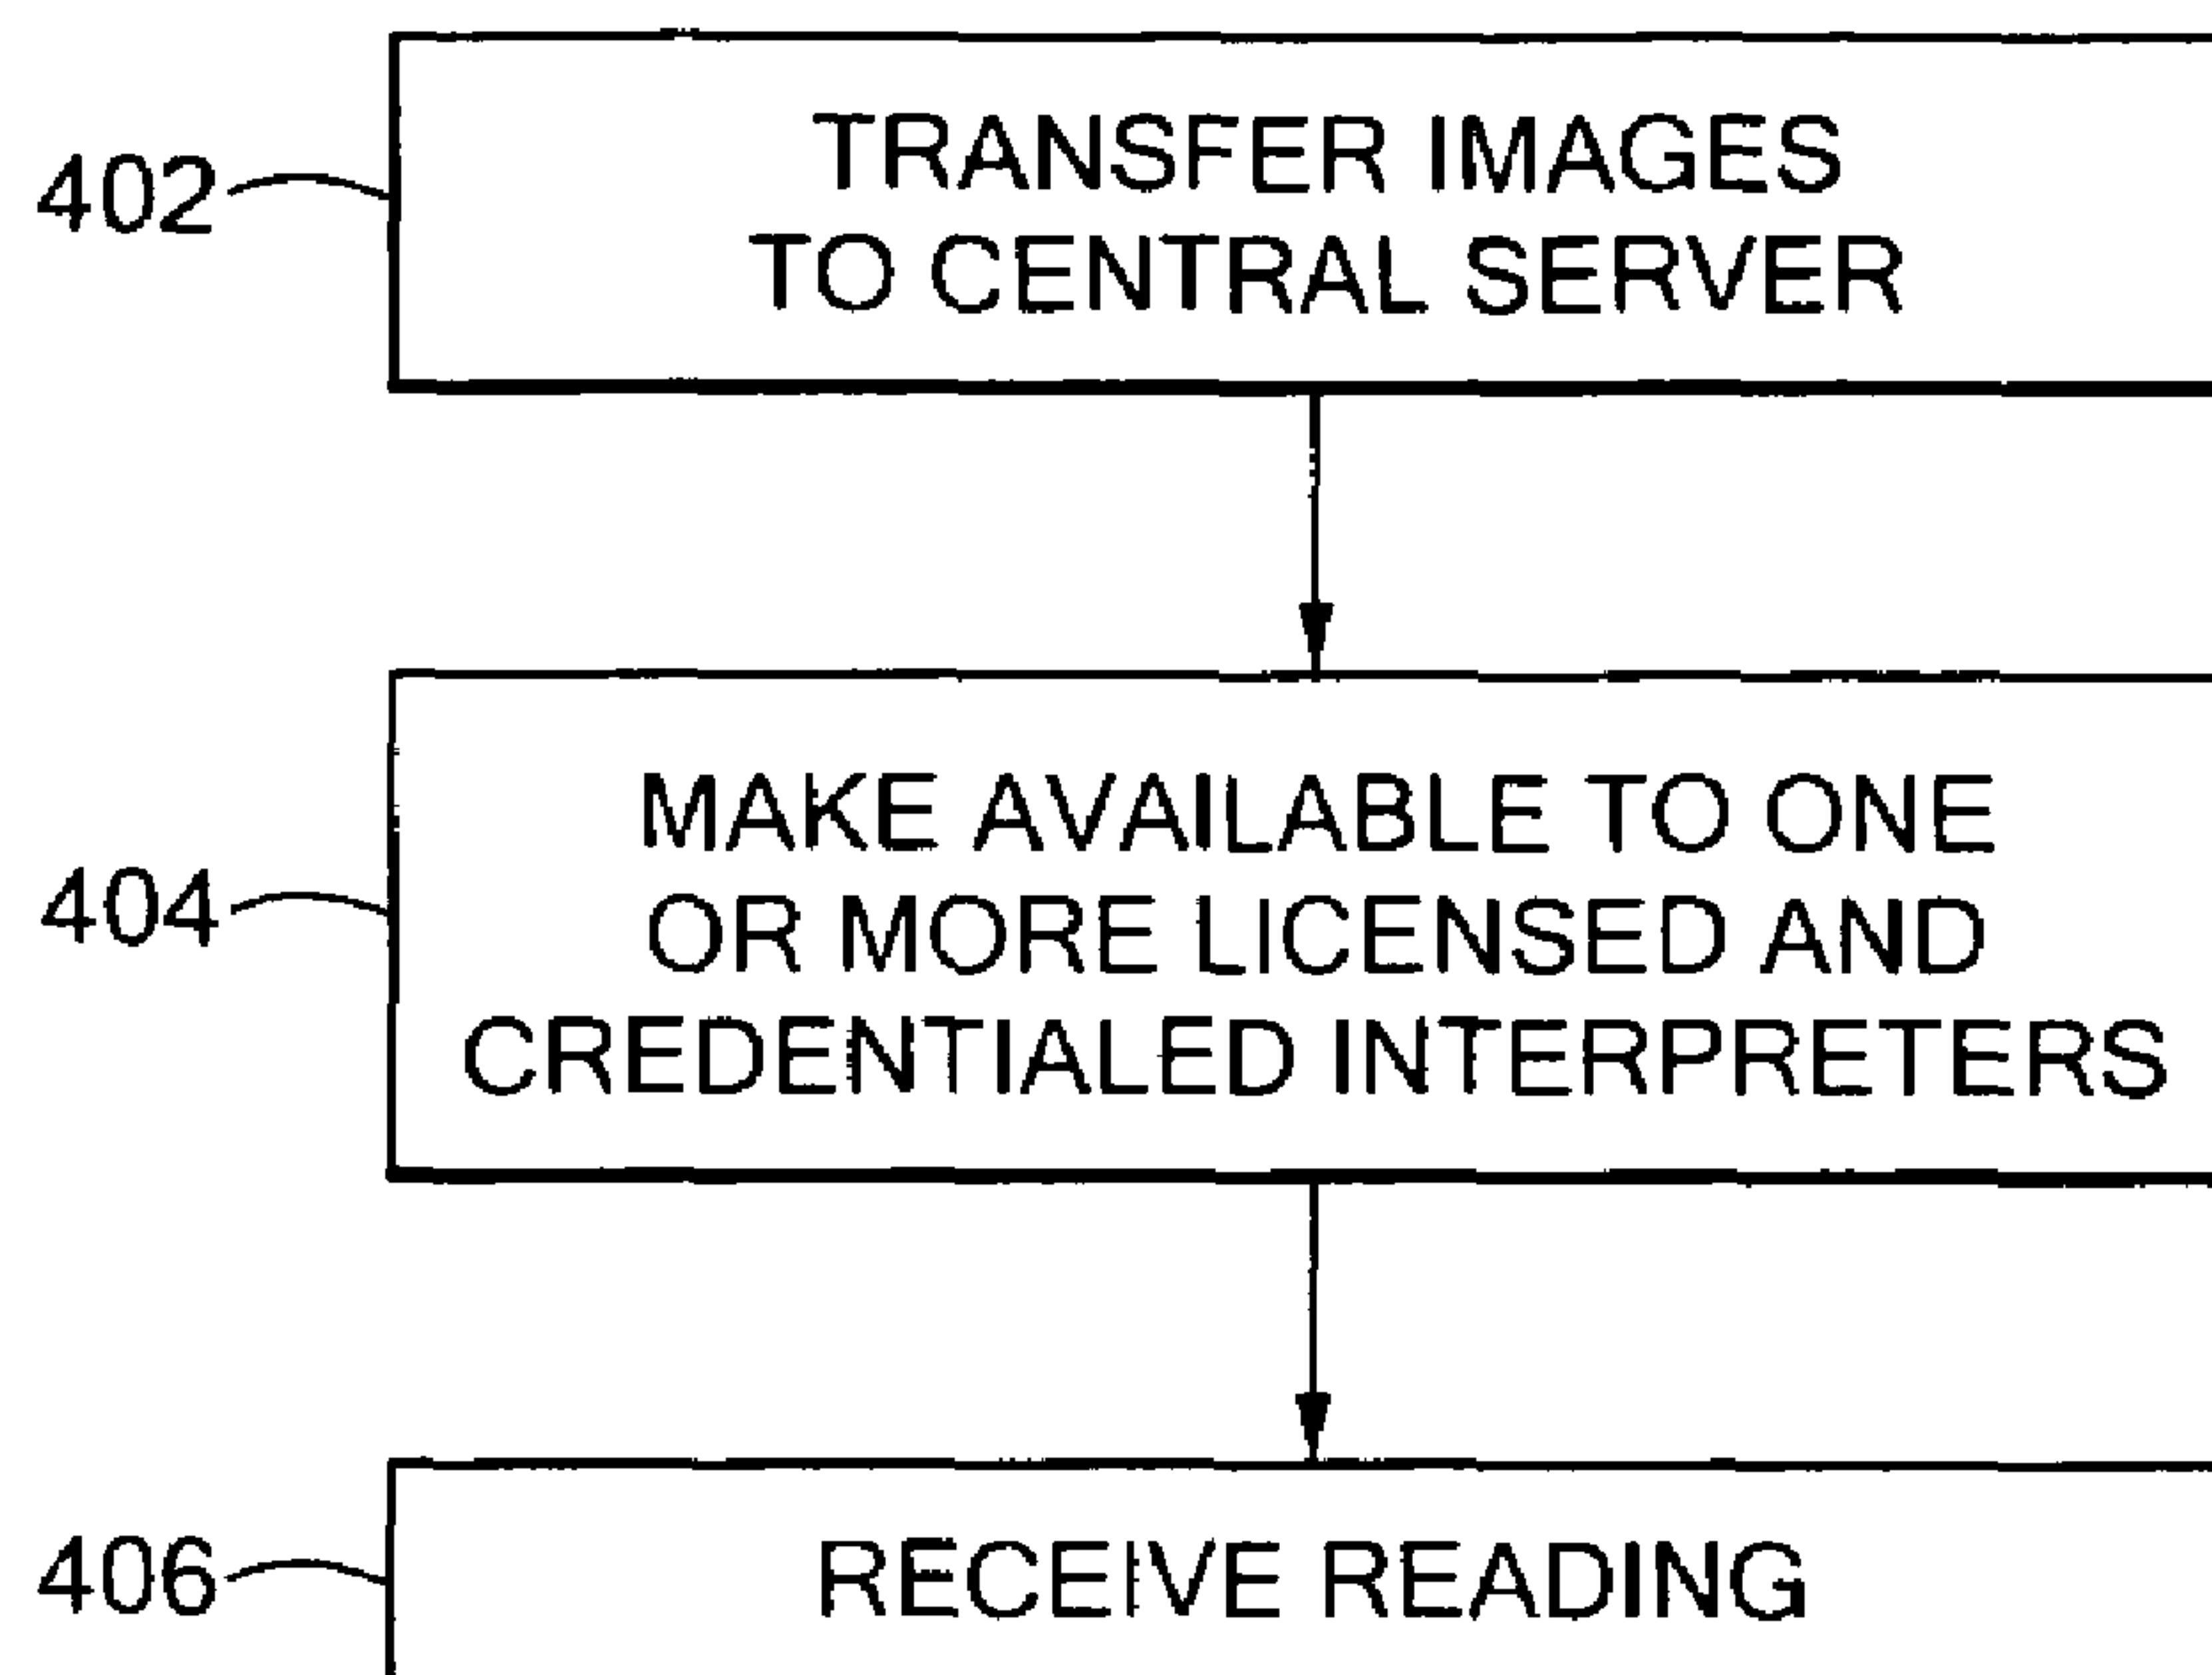 402
TRANSFER IMAGES
TO CENTRAL SERVER
404
MAKE AVAILABLE TO ONE
OR MORE LICENSED AND
CREDENTIALED INTERPRETERS
406
RECEIVE READING